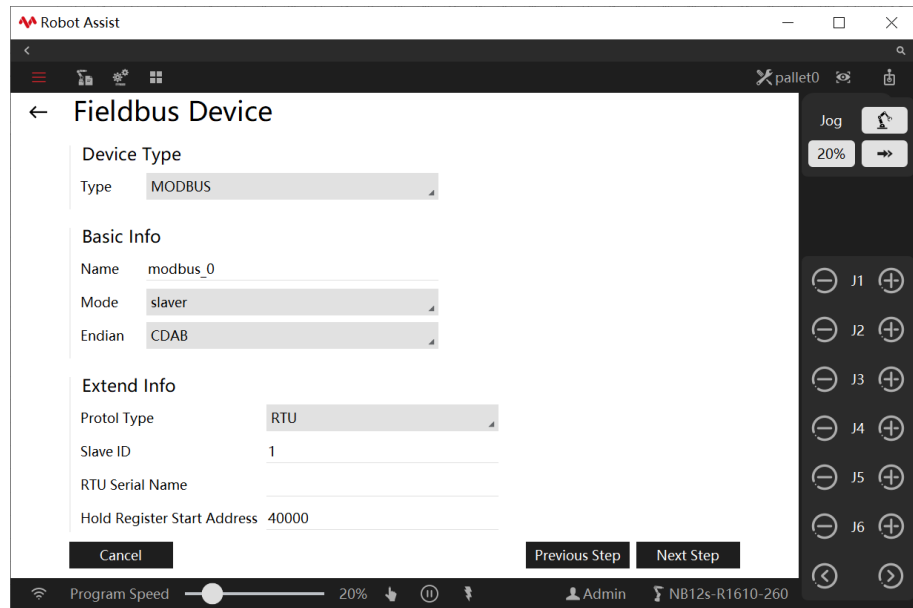 Robot Assist
pallet0
Fieldbus Device
Jog
20%
Device Type
Type MODBUS
Basic Info
Name modbus_0
Mode slaver
Endian CDAB
Extend Info
Protol Type RTU
Slave ID 1
RTU Serial Name
Hold Register Start Address 40000
Cancel Previous Step Next Step
J1
J2
J3
J4
J5
J6
Program Speed 20% Admin NB12s-R1610-260